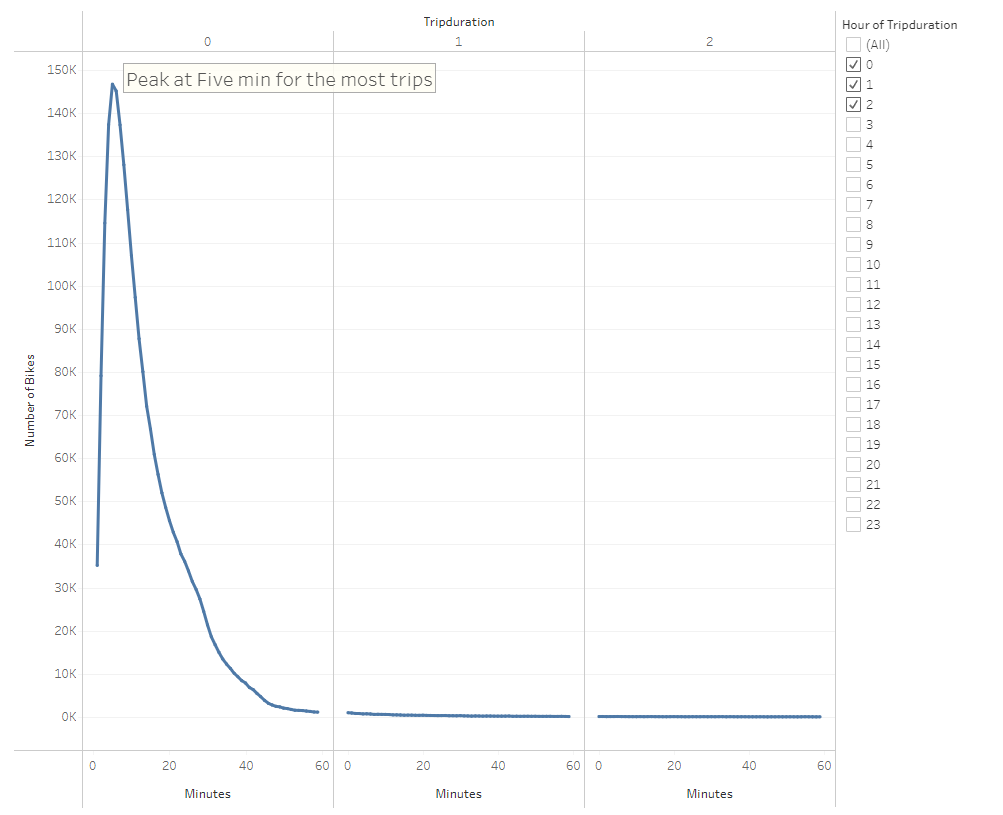 Tripduration
0 1 2
Peak at Five min for the most trips
150K
140K
130K
120K
110K
100K
90K
80K
70K
60K
50K
40K
30K
20K
10K
0K
Number of Bikes
0 20 40 60 0 20 40 60 0 20 40 60
Minutes Minutes Minutes
Hour of Tripduration
(All)
0
1
2
3
4
5
6
7
8
9
10
11
12
13
14
15
16
17
18
19
20
21
22
23